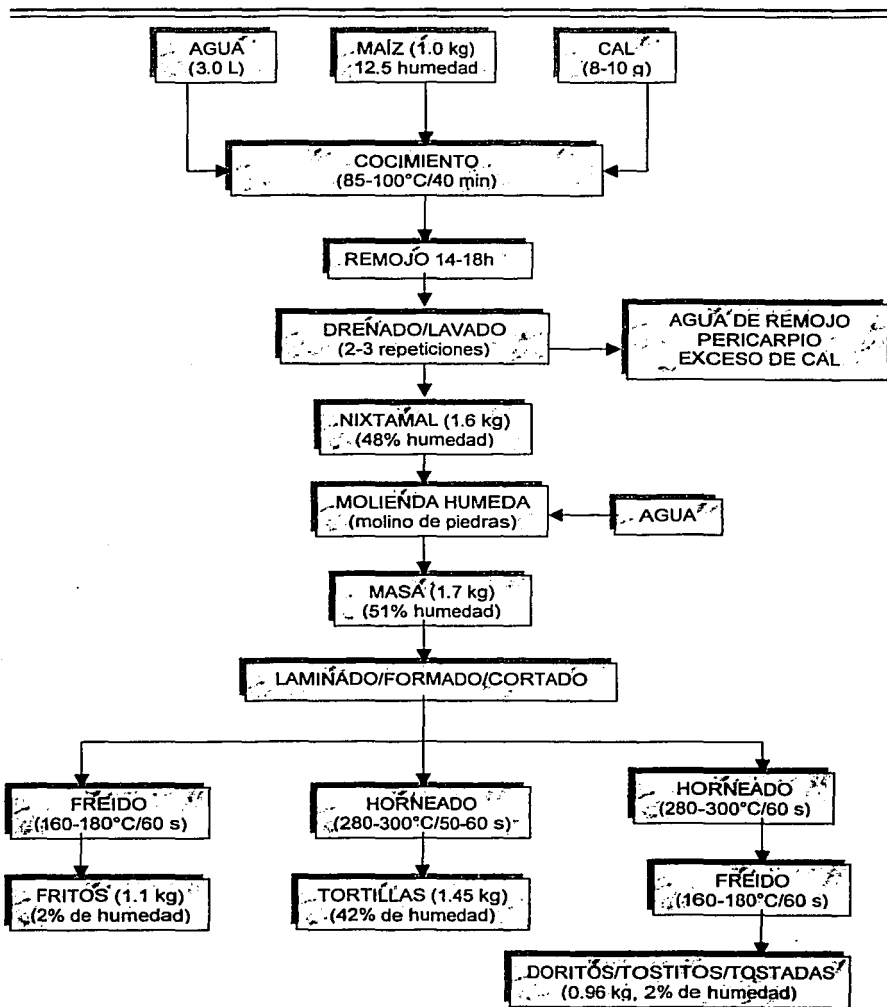 AGUA
(3.0 L)
MAÍZ (1.0 kg)
12.5 humedad
CAL
(8-10 g)
COCIMIENTO
(85-100°C/40 min)
REMOJO 14-18h
DRENADO/LAVADO
(2-3 repeticiones)
AGUA DE REMOJO
PERICARPIO
EXCESO DE CAL
NIXTAMAL (1.6 kg)
(48% humedad)
MOLIENDA HUMEDA
(molino de piedras)
AGUA
MASA (1.7 kg)
(51% humedad)
LAMINADO/FORMADO/CORTADO
FREIDO
(160-180°C/60 s)
HORNEADO
(280-300°C/50-60 s)
HORNEADO
(280-300°C/60 s)
FRITOS (1.1 kg)
(2% de humedad)
TORTILLAS (1.45 kg)
(42% de humedad)
FREIDO
(160-180°C/60 s)
DORITOS/TOSTITOS/TOSTADAS
(0.96 kg, 2% de humedad)